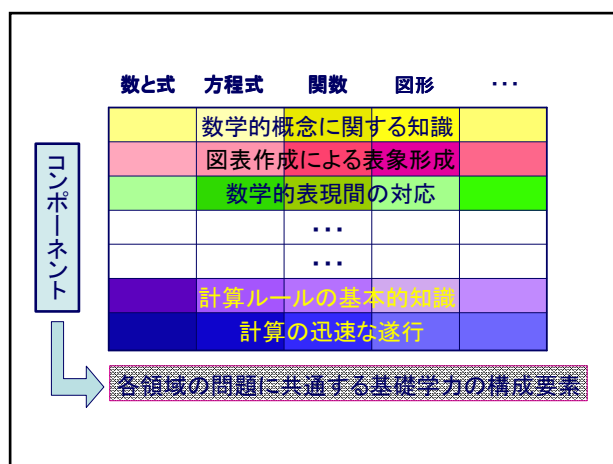 数と式 方程式 関数 図形 ･･･
数学的概念に関する知識
図表作成による表象形成
数学的表現間の対応
･･･
･･･
計算ルールの基本的知識
計算の迅速な遂行
コンポーネント
各領域の問題に共通する基礎学力の構成要素